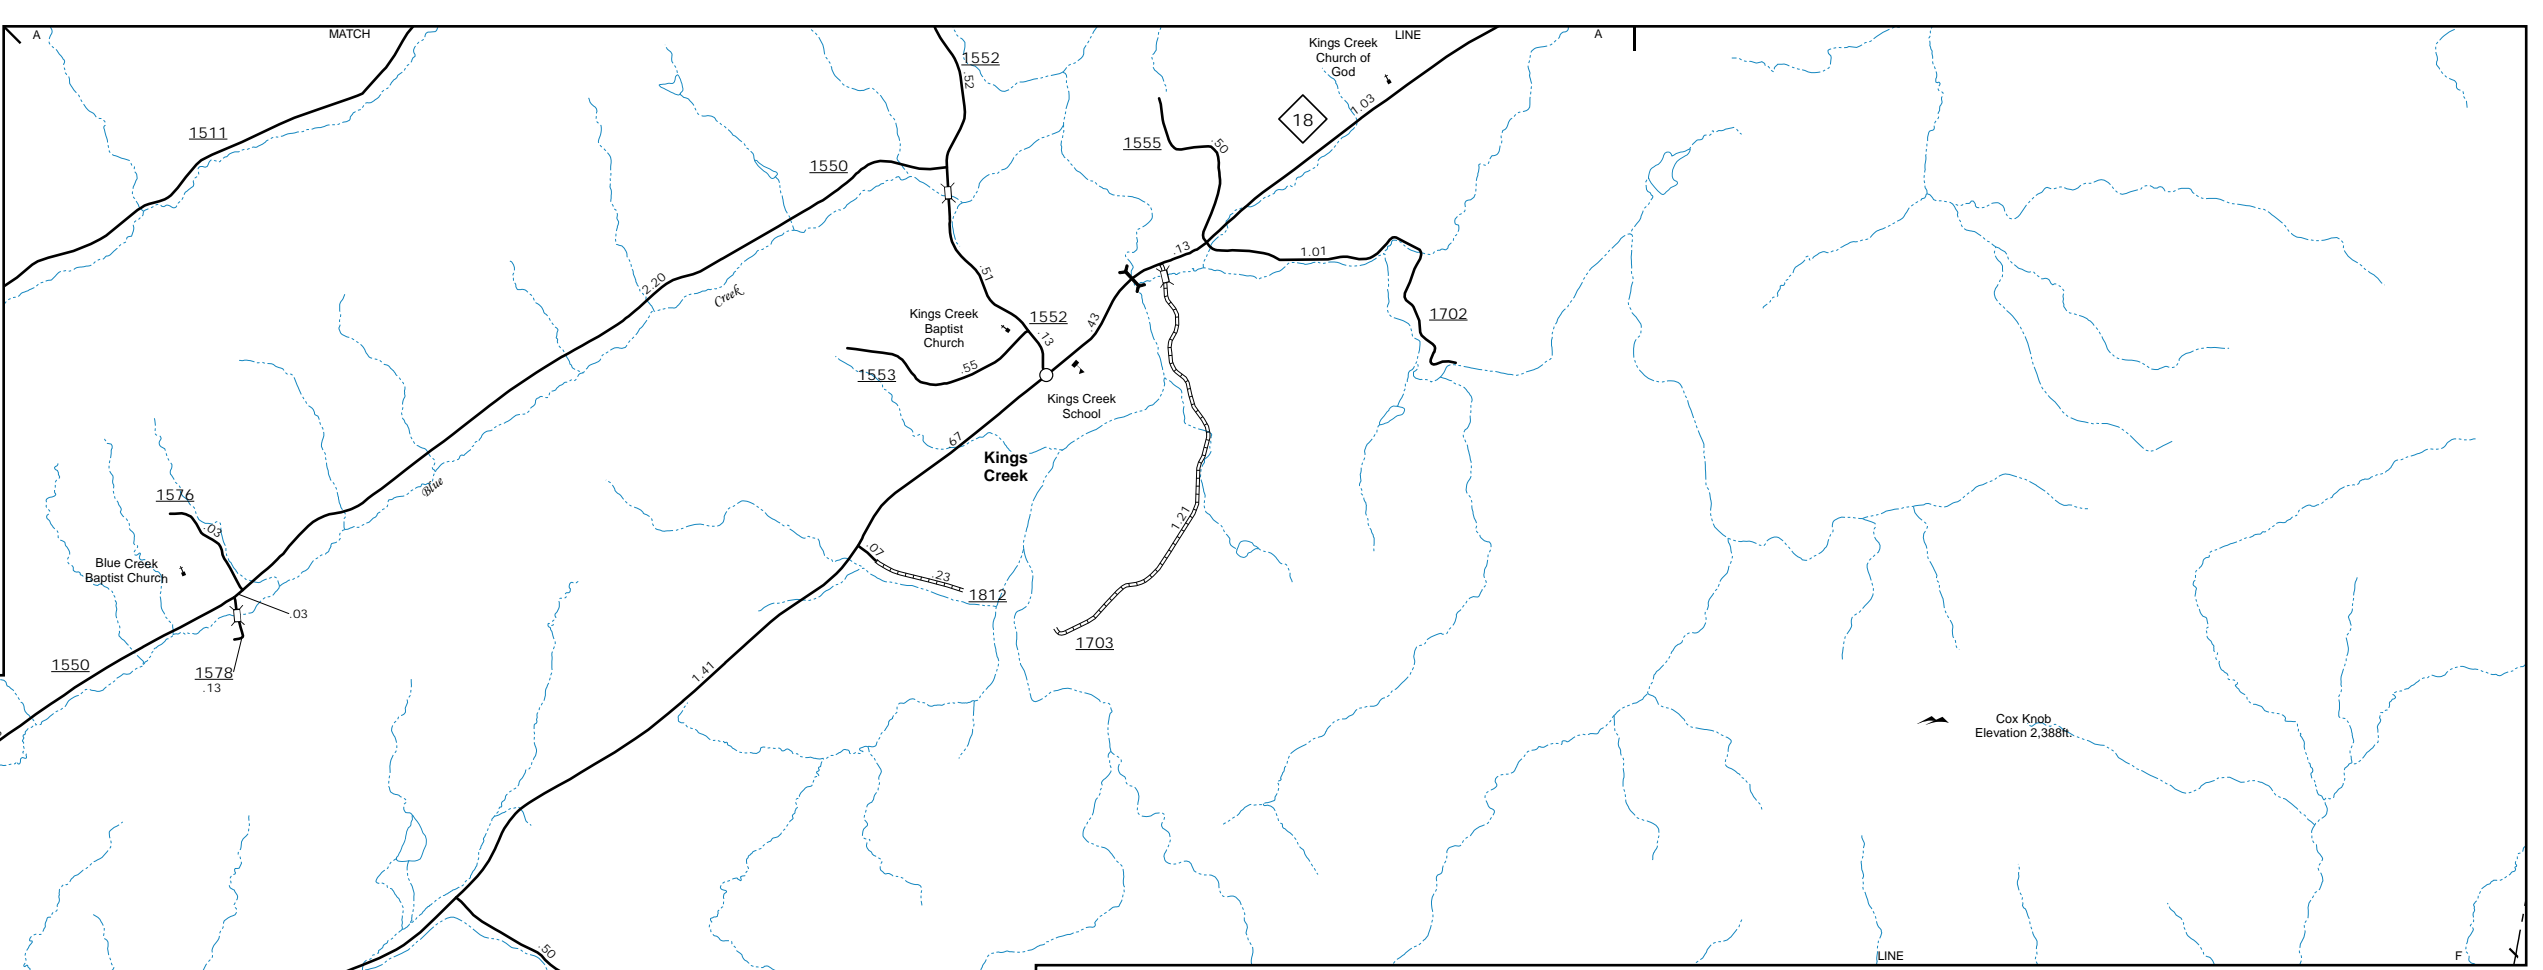 A
MATCH
LINE
A
Kings Creek
Church of
God
1552
.52
1.03
18
1511
1555
.50
1550
.13
1.01
.51
2.20
Creek
Kings Creek
Baptist
Church
1552
.13
.43
1702
1553
.55
Kings Creek
School
.67
Kings
Creek
Blue
1576
.03
1.21
Blue Creek
Baptist Church
.07
.23
1812
.03
1703
1550
1578
.13
1.41
Cox Knob
Elevation 2,388ft.
.50
LINE
F